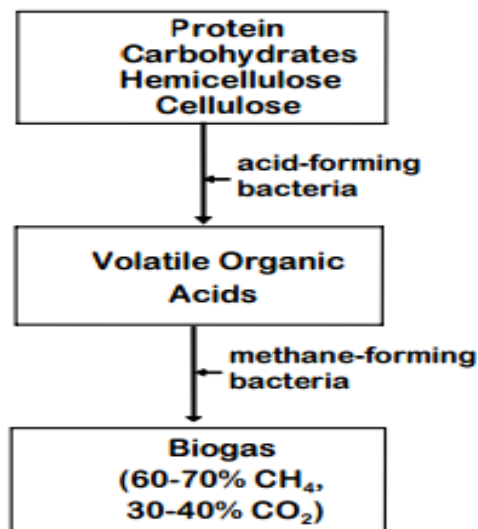 Protein
Carbohydrates
Hemicellulose
Cellulose
acid-forming
bacteria
Volatile Organic
Acids
methane-forming
bacteria
Biogas
(60-70% CH₄,
30-40% CO₂)